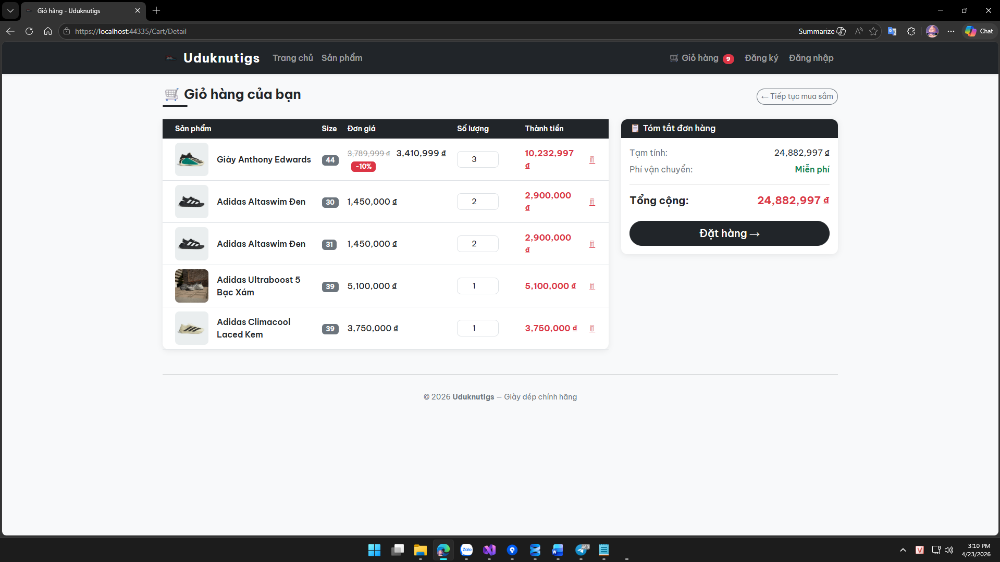 Giỏ hàng - Uduknutigs
https://localhost:44335/Cart/Detail
Summarize
Chat
Uduknutigs
Trang chủ
Sản phẩm
Giỏ hàng 9
Đăng ký
Đăng nhập
Giỏ hàng của bạn
← Tiếp tục mua sắm
Sản phẩm Size Đơn giá Số lượng Thành tiền
Giày Anthony Edwards 44 3,789,999 ₫ 3,410,999 ₫ 3 10,232,997
-10% ₫
Adidas Altaswim Đen 30 1,450,000 ₫ 2 2,900,000
₫
Adidas Altaswim Đen 31 1,450,000 ₫ 2 2,900,000
₫
Adidas Ultraboost 5
Bạc Xám
39 5,100,000 ₫ 1 5,100,000 ₫
Adidas Climacool
Laced Kem
39 3,750,000 ₫ 1 3,750,000 ₫
Tóm tắt đơn hàng
Tạm tính: 24,882,997 ₫
Phí vận chuyển: Miễn phí
Tổng cộng: 24,882,997 ₫
Đặt hàng →
© 2026 Uduknutigs — Giày dép chính hãng
Zalo
W
469
V
3:10 PM
4/23/2026